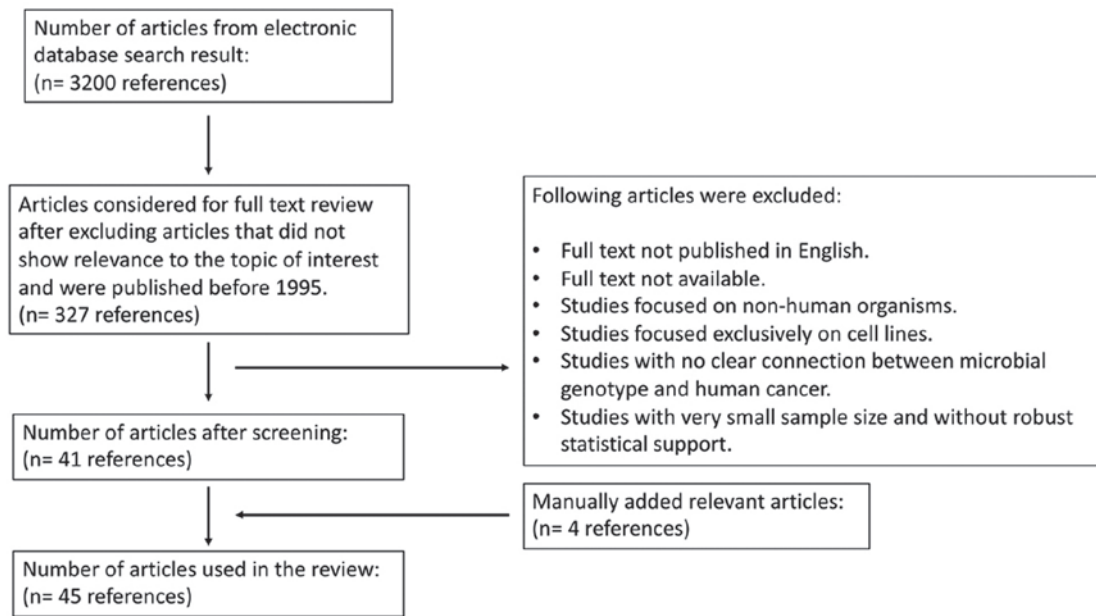 Number of articles from electronic
database search result:
(n= 3200 references)
Articles considered for full text review
after excluding articles that did not
show relevance to the topic of interest
and were published before 1995.
(n= 327 references)
Following articles were excluded:
• Full text not published in English.
• Full text not available.
• Studies focused on non-human organisms.
• Studies focused exclusively on cell lines.
• Studies with no clear connection between microbial
genotype and human cancer.
• Studies with very small sample size and without robust
statistical support.
Number of articles after screening:
(n= 41 references)
Manually added relevant articles:
(n= 4 references)
Number of articles used in the review:
(n= 45 references)